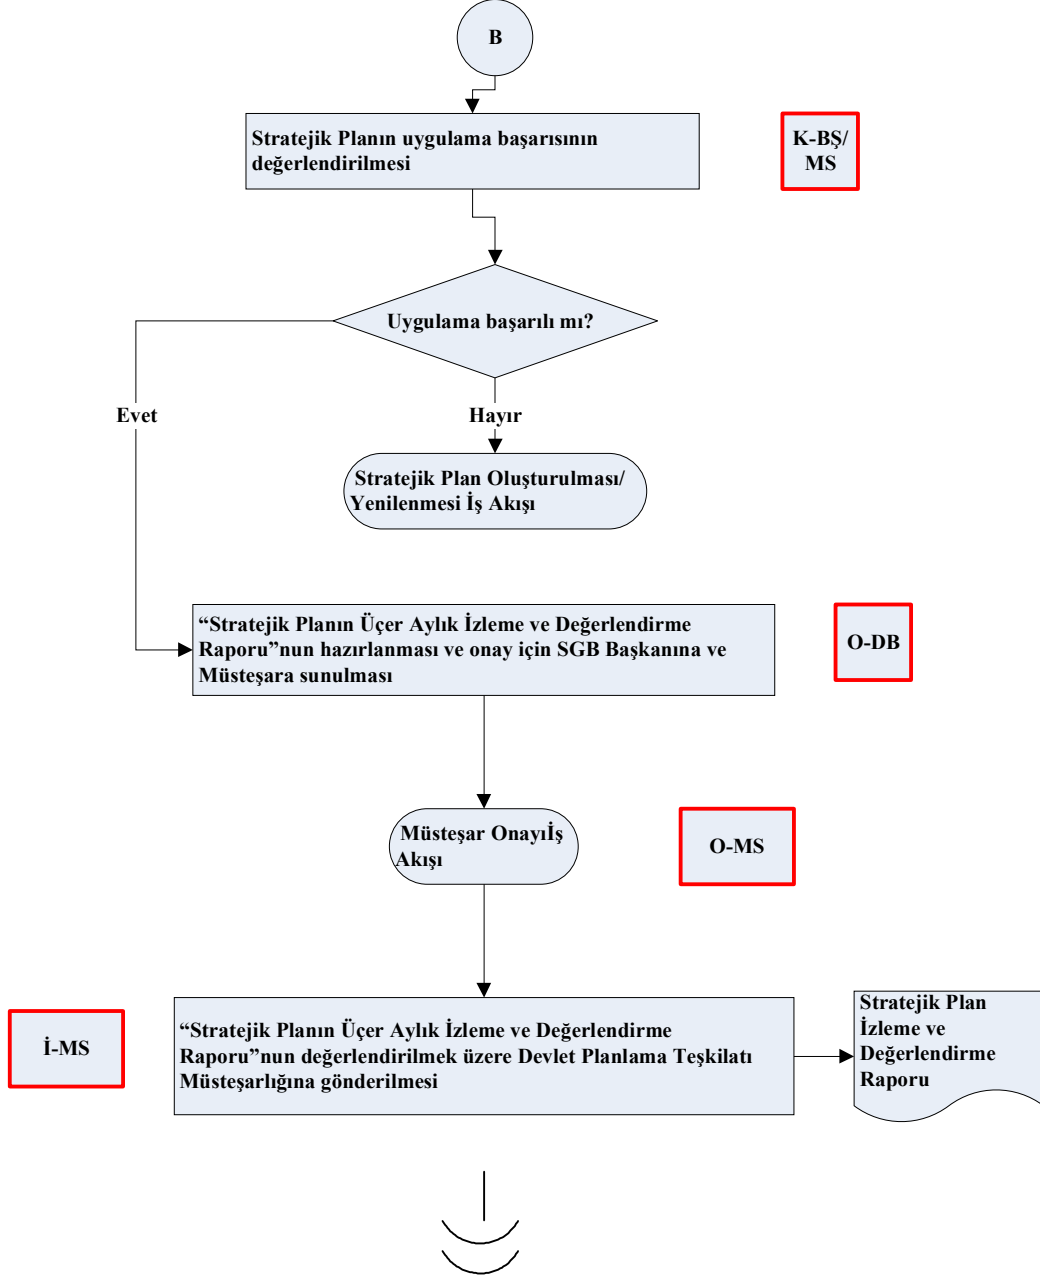 B
Stratejik Planın uygulama başarısının
değerlendirilmesi
K-BŞ/
MS
Uygulama başarılı mı?
Evet
Hayır
Stratejik Plan Oluşturulması/
Yenilenmesi İş Akışı
“Stratejik Planın Üçer Aylık İzleme ve Değerlendirme
Raporu”nun hazırlanması ve onay için SGB Başkanına ve
Müsteşara sunulması
O-DB
Müsteşar Onayıİş
Akışı
O-MS
İ-MS
“Stratejik Planın Üçer Aylık İzleme ve Değerlendirme
Raporu”nun değerlendirilmek üzere Devlet Planlama Teşkilatı
Müsteşarlığına gönderilmesi
Stratejik Plan
İzleme ve
Değerlendirme
Raporu